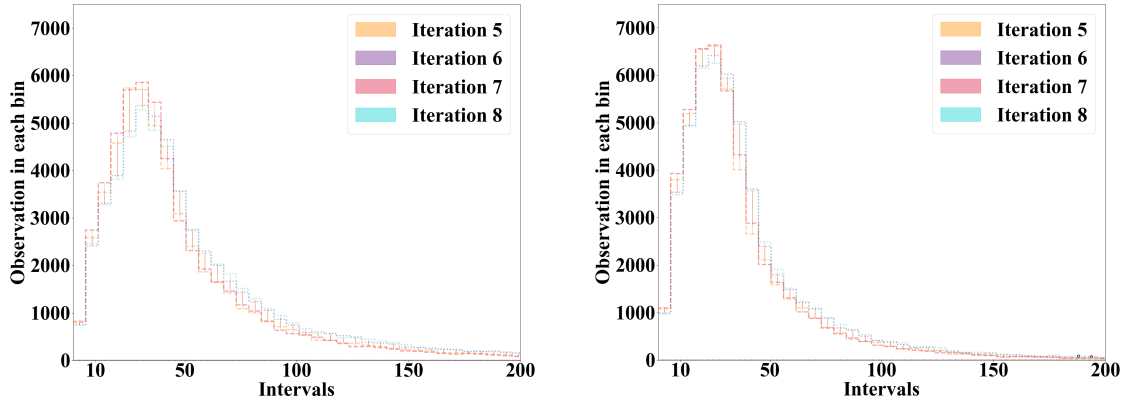 7000
6000
5000
4000
3000
2000
1000
0
Observation in each bin
10
50
100
150
200
Intervals
Iteration 5
Iteration 6
Iteration 7
Iteration 8
7000
6000
5000
4000
3000
2000
1000
0
Observation in each bin
10
50
100
150
200
Intervals
Iteration 5
Iteration 6
Iteration 7
Iteration 8